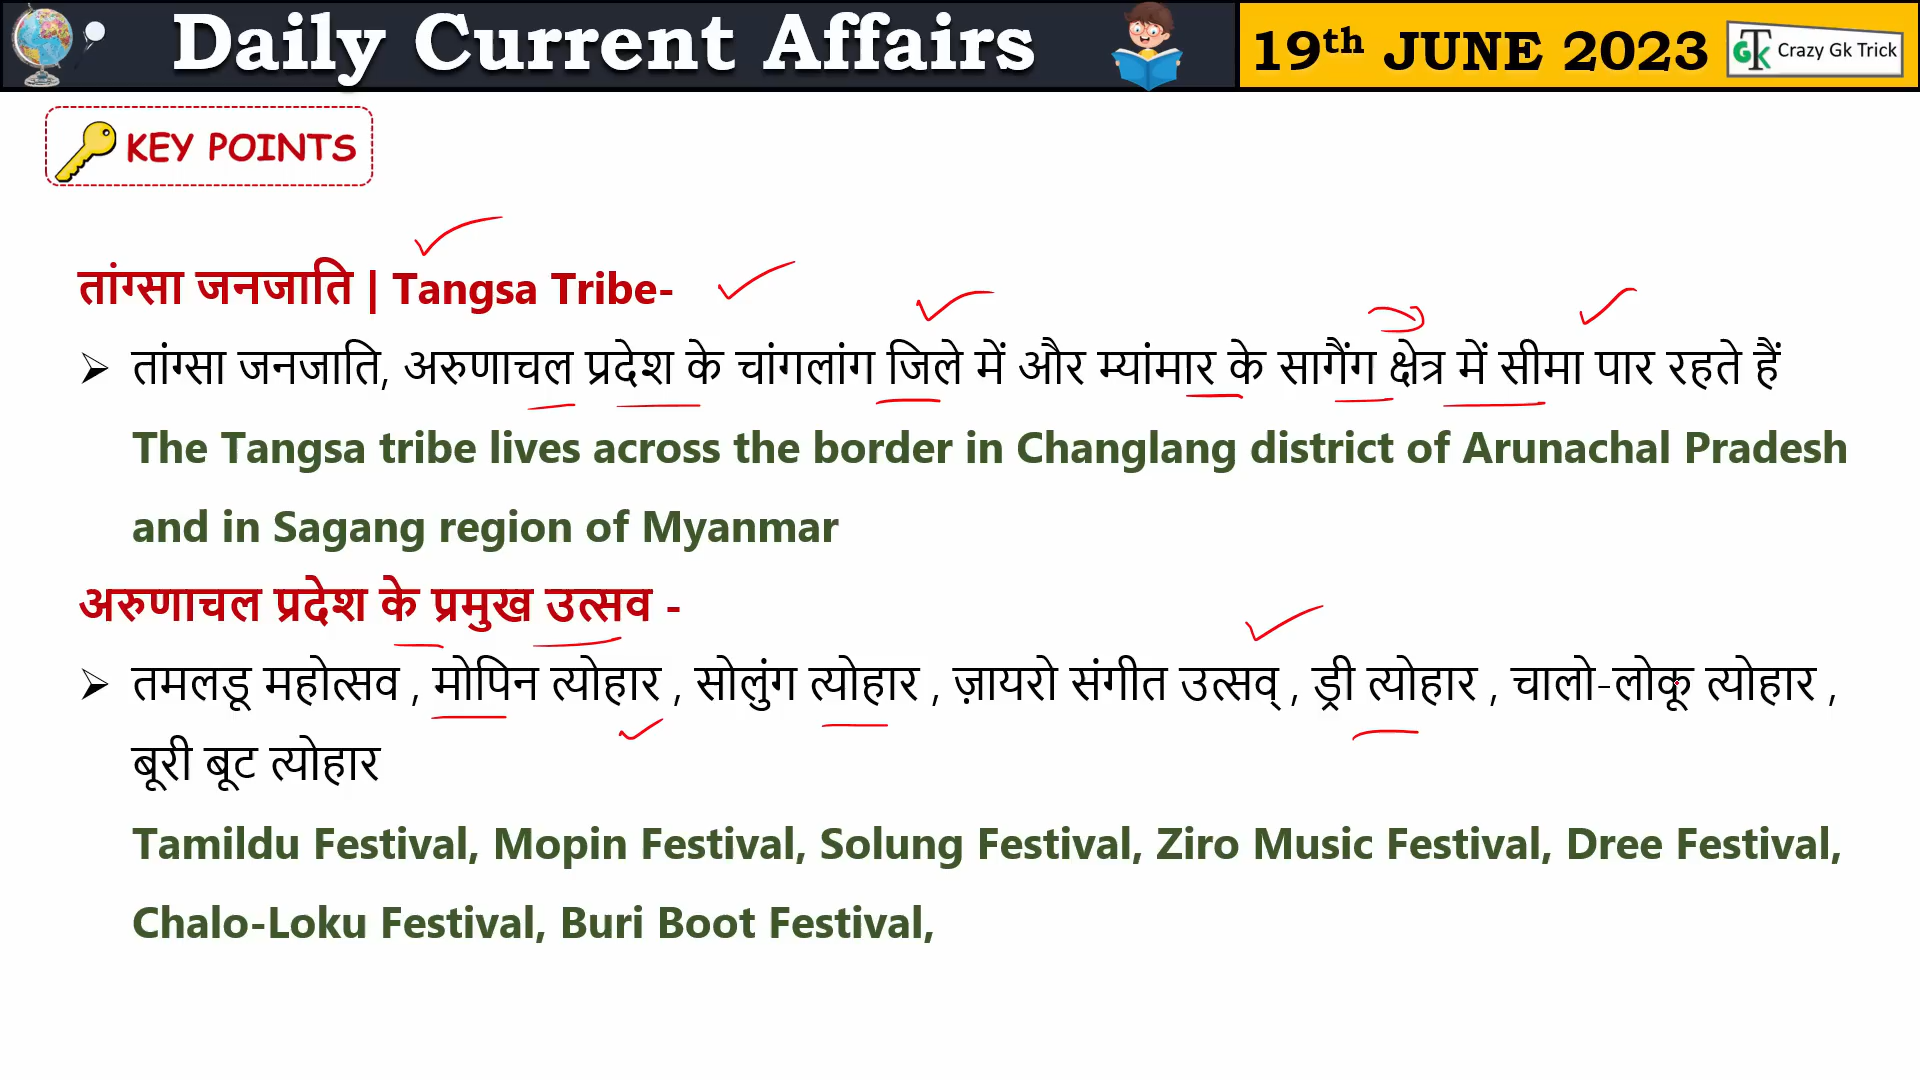 Daily Current Affairs
19th JUNE 2023
GTK Crazy Gk Trick
KEY POINTS
तांग्सा जनजाति | Tangsa Tribe-
➢ तांग्सा जनजाति, अरुणाचल प्रदेश के चांगलांग जिले में और म्यांमार के सागैंग क्षेत्र में सीमा पार रहते हैं
The Tangsa tribe lives across the border in Changlang district of Arunachal Pradesh
and in Sagang region of Myanmar
अरुणाचल प्रदेश के प्रमुख उत्सव -
➢ तमलडू महोत्सव , मोपिन त्योहार , सोलुंग त्योहार , ज़ायरो संगीत उत्सव् , ड्री त्योहार , चालो-लोकू त्योहार ,
बूरी बूट त्योहार
Tamildu Festival, Mopin Festival, Solung Festival, Ziro Music Festival, Dree Festival,
Chalo-Loku Festival, Buri Boot Festival,